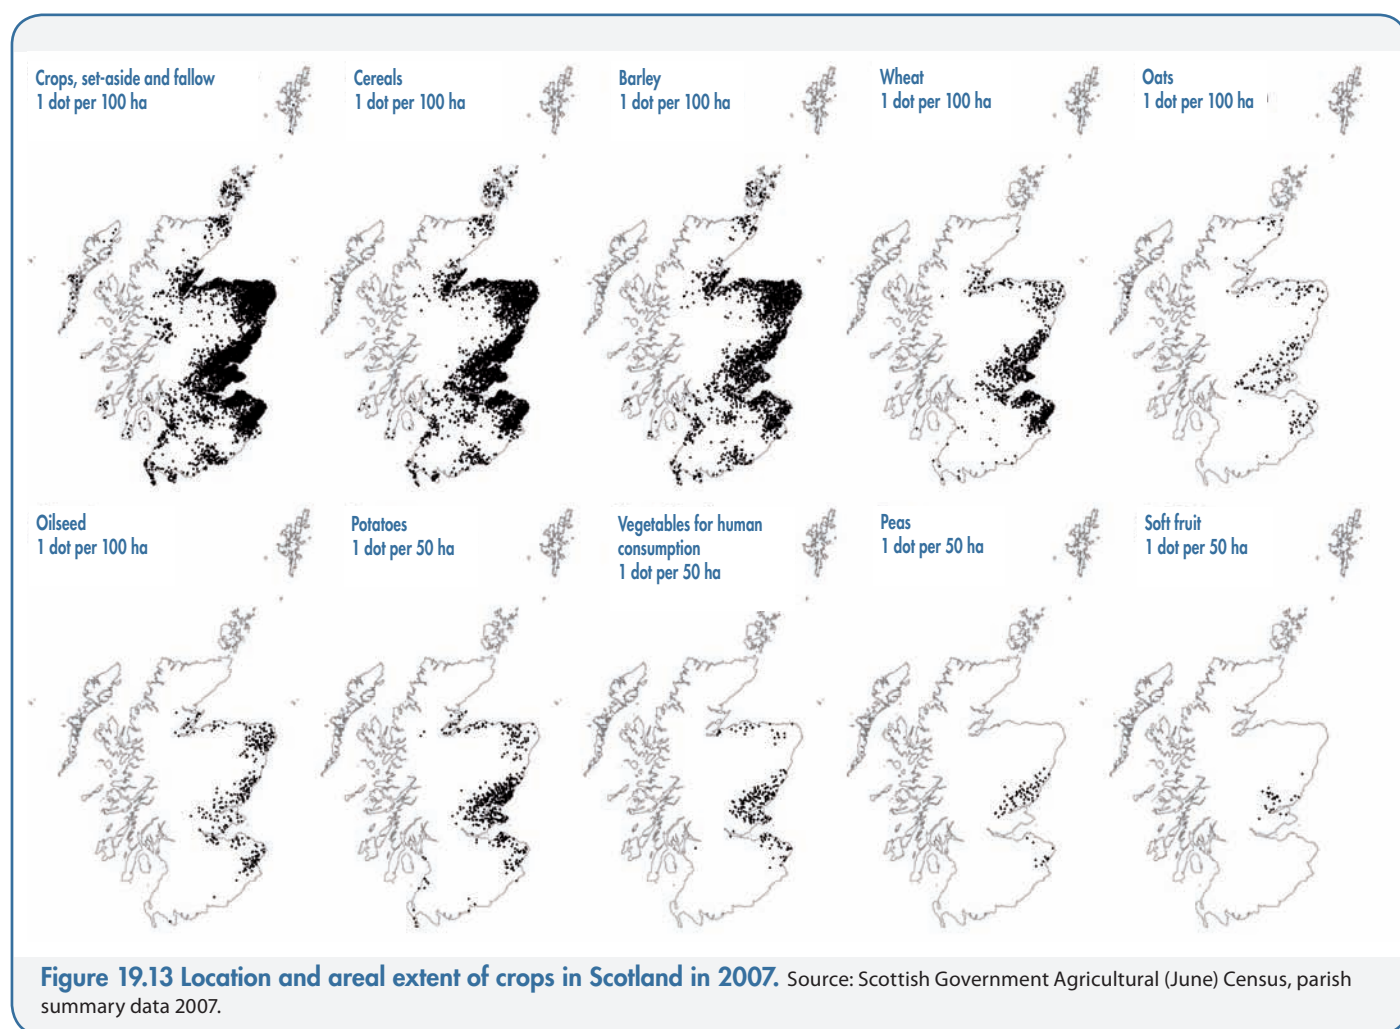 Crops, set-aside and fallow
1 dot per 100 ha
Cereals
1 dot per 100 ha
Barley
1 dot per 100 ha
Wheat
1 dot per 100 ha
Oats
1 dot per 100 ha
Oilseed
1 dot per 100 ha
Potatoes
1 dot per 50 ha
Vegetables for human
consumption
1 dot per 50 ha
Peas
1 dot per 50 ha
Soft fruit
1 dot per 50 ha
Figure 19.13 Location and areal extent of crops in Scotland in 2007. Source: Scottish Government Agricultural (June) Census, parish
summary data 2007.